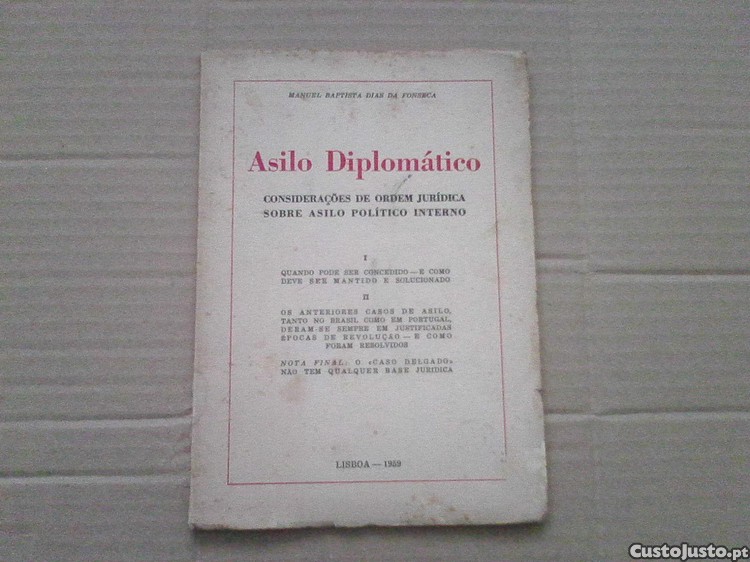 MANUEL BAPTISTA DIAS DA FONSECA
Asilo Diplomático
CONSIDERAÇÕES DE ORDEM JURÍDICA
SOBRE ASILO POLÍTICO INTERNO
I
QUANDO PODE SER CONCEDIDO — E COMO
DEVE SER MANTIDO E SOLUCIONADO
II
OS ANTERIORES CASOS DE ASILO,
TANTO NO BRASIL COMO EM PORTUGAL,
DERAM-SE SEMPRE EM JUSTIFICADAS
ÉPOCAS DE REVOLUÇÃO — E COMO
FORAM RESOLVIDOS
NOTA FINAL: O «CASO DELGADO»
NÃO TEM QUALQUER BASE JURÍDICA
LISBOA — 1959
CustoJusto.pt